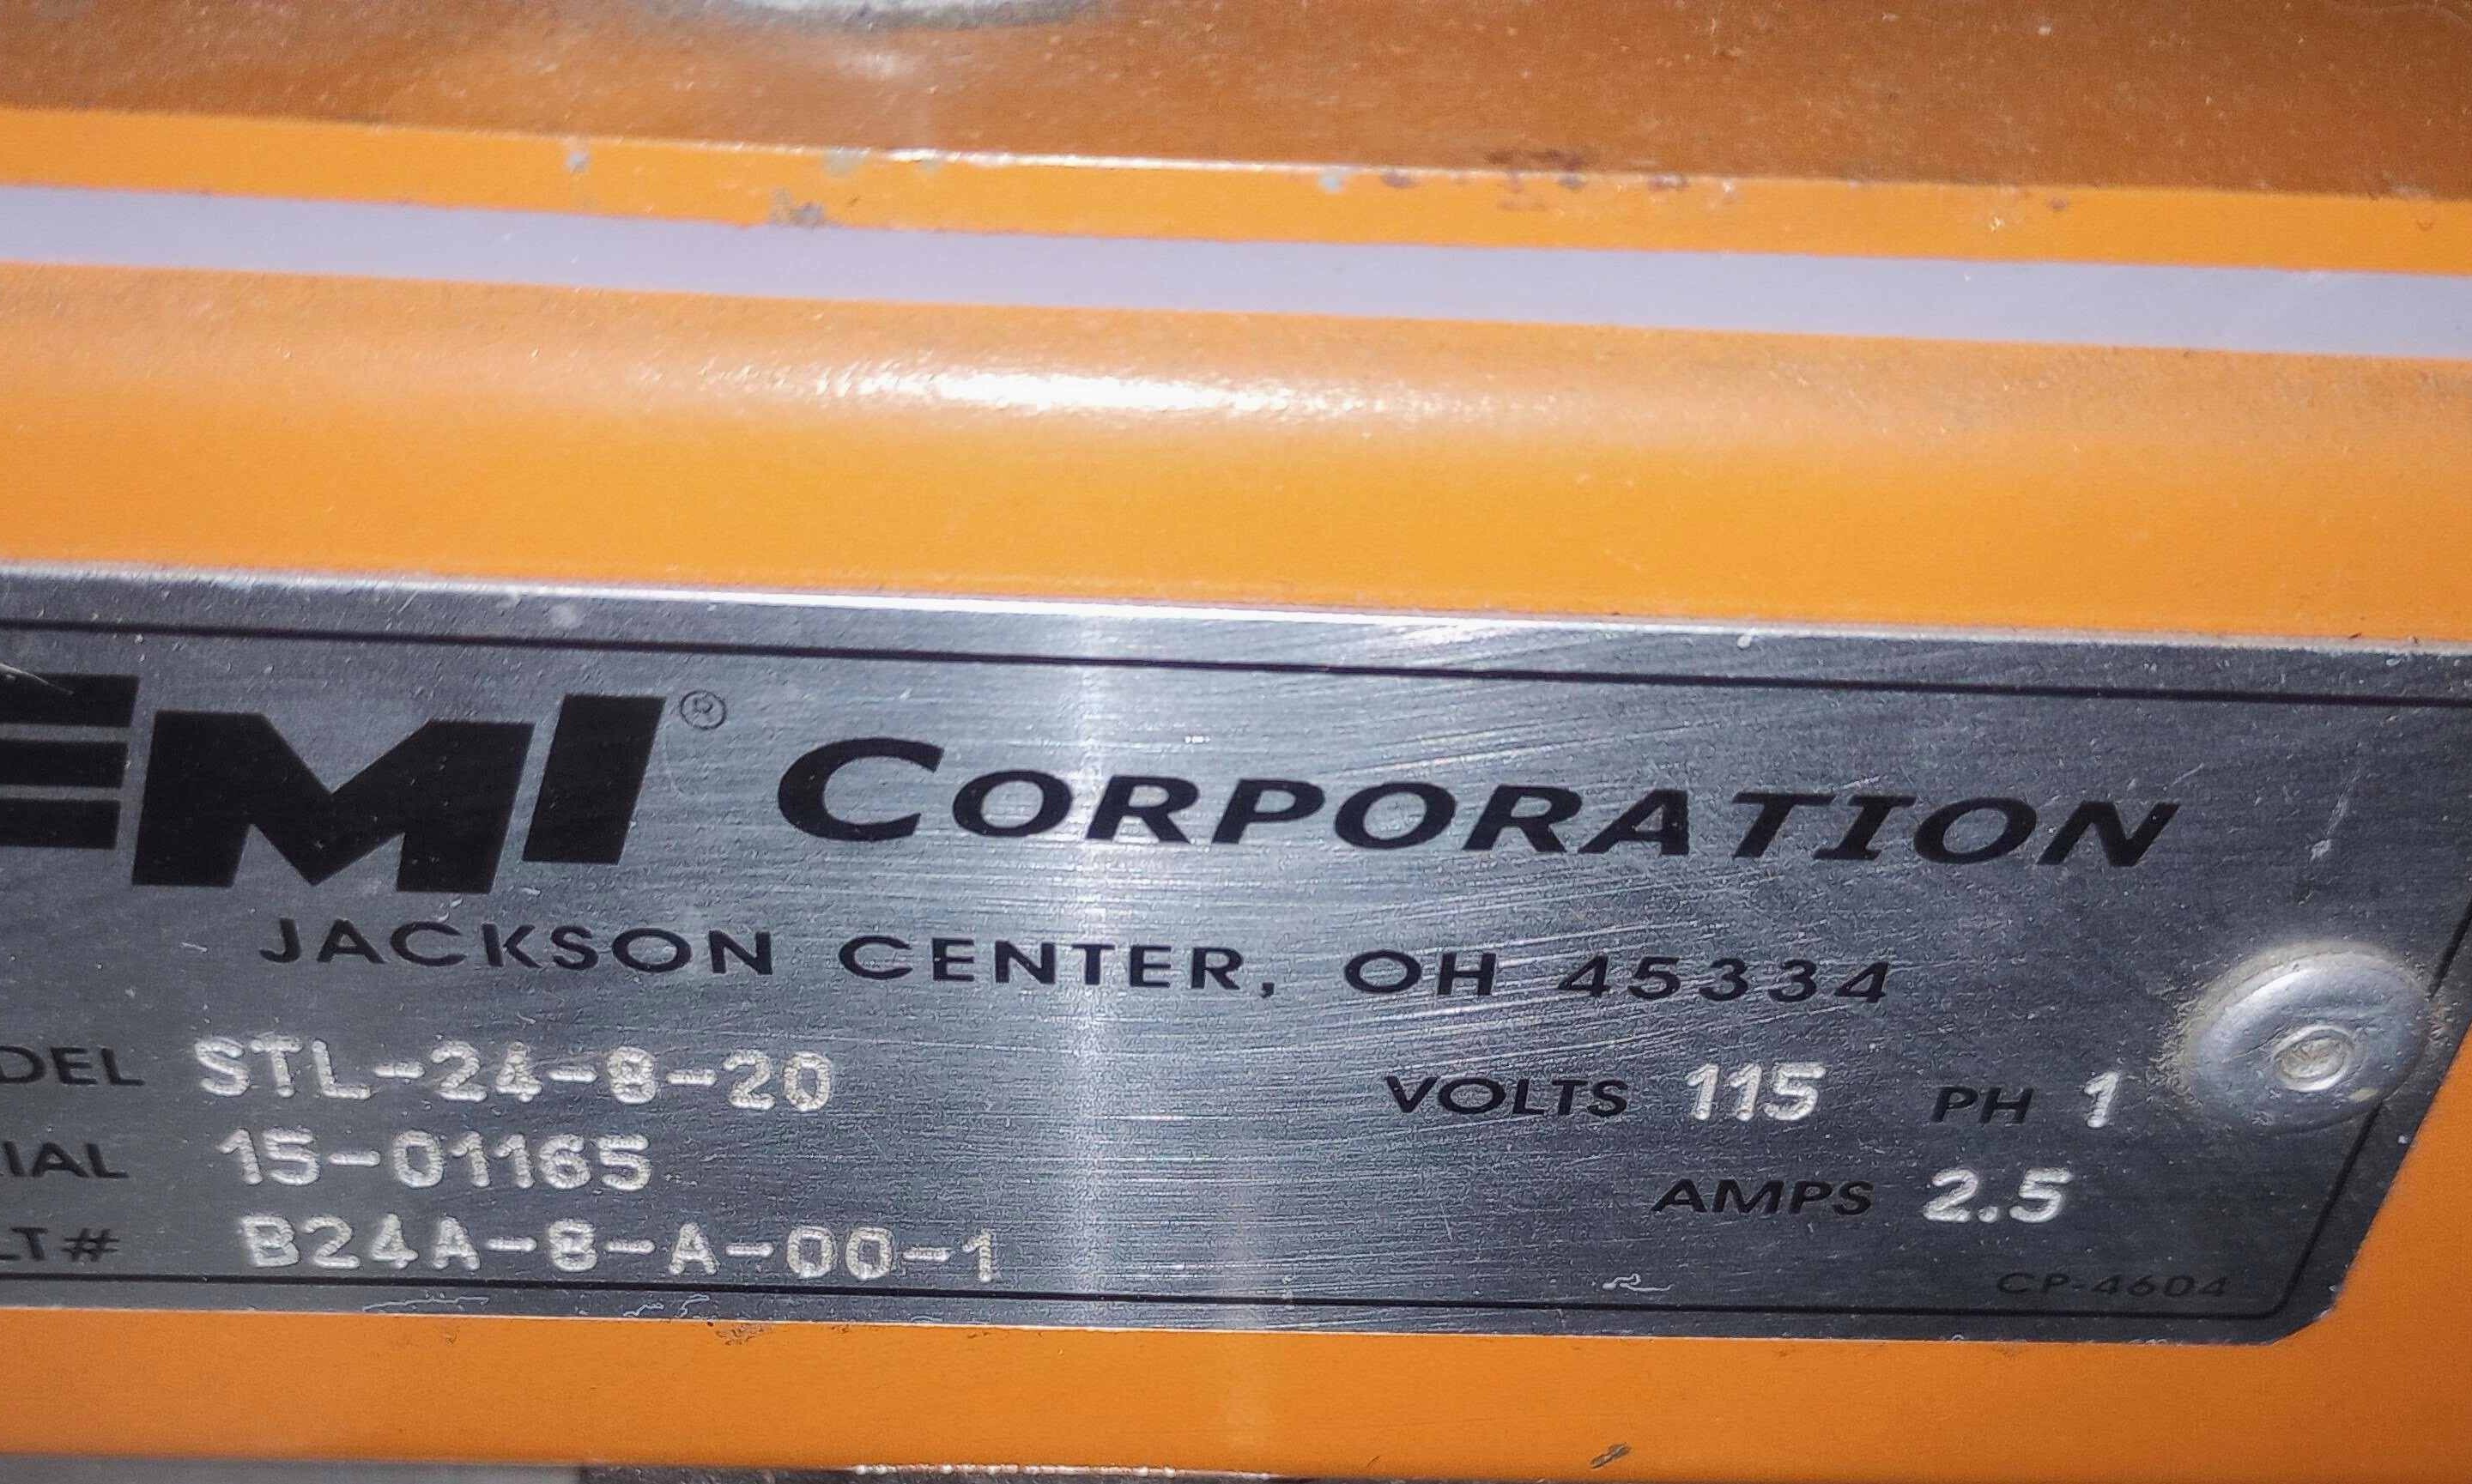 EMI® CORPORATION
JACKSON CENTER, OH 45334
DEL STL-24-8-20 VOLTS 115 PH 1
IAL 15-01165 AMPS 2.5
LT# B24A-8-A-00-1
CP-4604